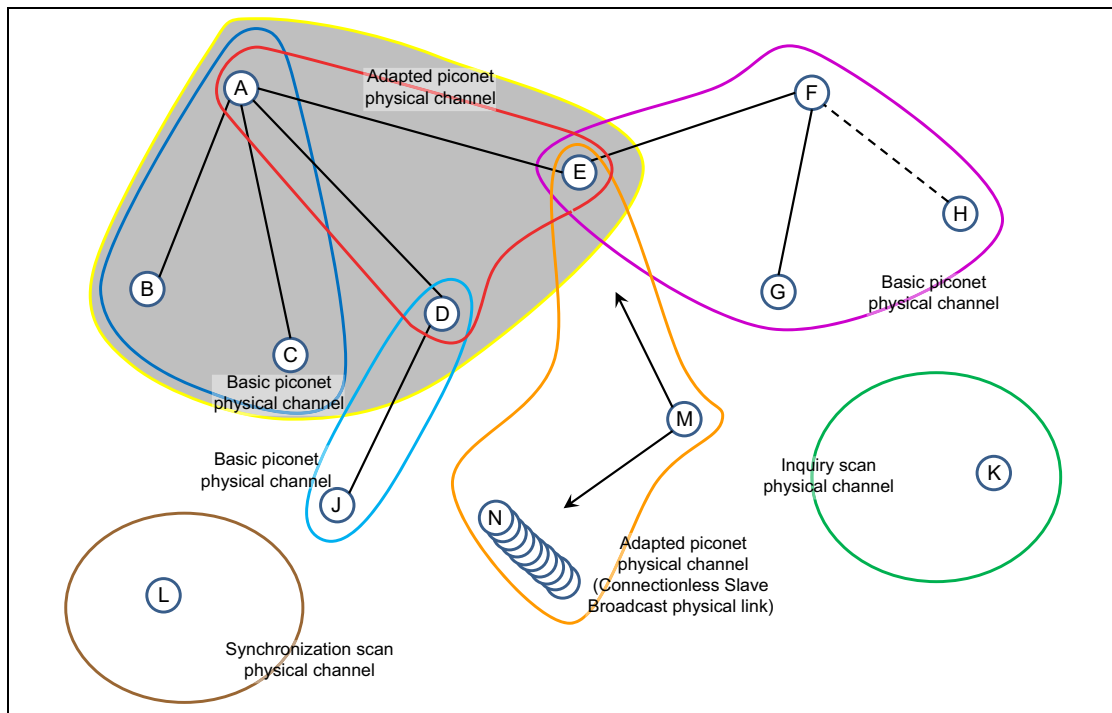 Adapted piconet
physical channel
A
F
E
H
B
G
Basic piconet
physical channel
D
C
Basic piconet
physical channel
M
Basic piconet
physical channel
Inquiry scan
physical channel
K
J
N
Adapted piconet
physical channel
(Connectionless Slave
Broadcast physical link)
L
Synchronization scan
physical channel